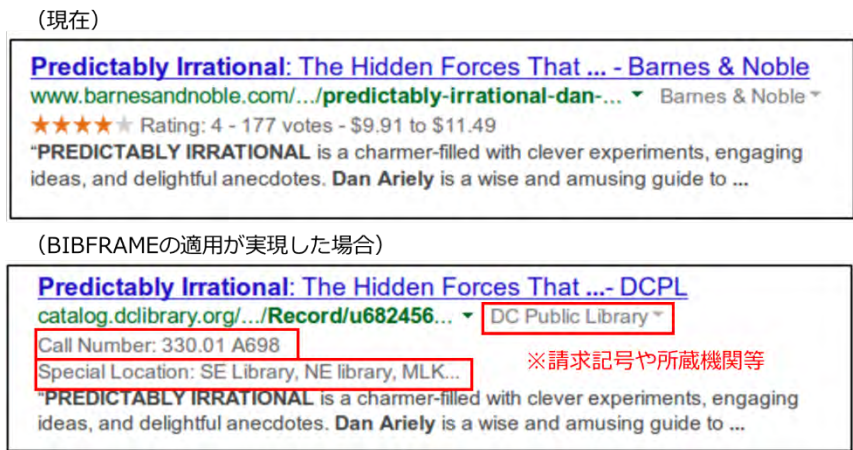 （現在）
Predictably Irrational: The Hidden Forces That ... - Barnes & Noble
www.barnesandnoble.com/.../predictably-irrational-dan-... ▼ Barnes & Noble ▼
★★★★★ Rating: 4 - 177 votes - $9.91 to $11.49
“PREDICTABLY IRRATIONAL is a charmer-filled with clever experiments, engaging
ideas, and delightful anecdotes. Dan Ariely is a wise and amusing guide to ...
（BIBFRAMEの適用が実現した場合）
Predictably Irrational: The Hidden Forces That ...- DCPL
catalog.dclibrary.org/.../Record/u682456... ▼ DC Public Library ▼
Call Number: 330.01 A698
※請求記号や所蔵機関等
Special Location: SE Library, NE library, MLK...
“PREDICTABLY IRRATIONAL is a charmer-filled with clever experiments, engaging
ideas, and delightful anecdotes. Dan Ariely is a wise and amusing guide to ...